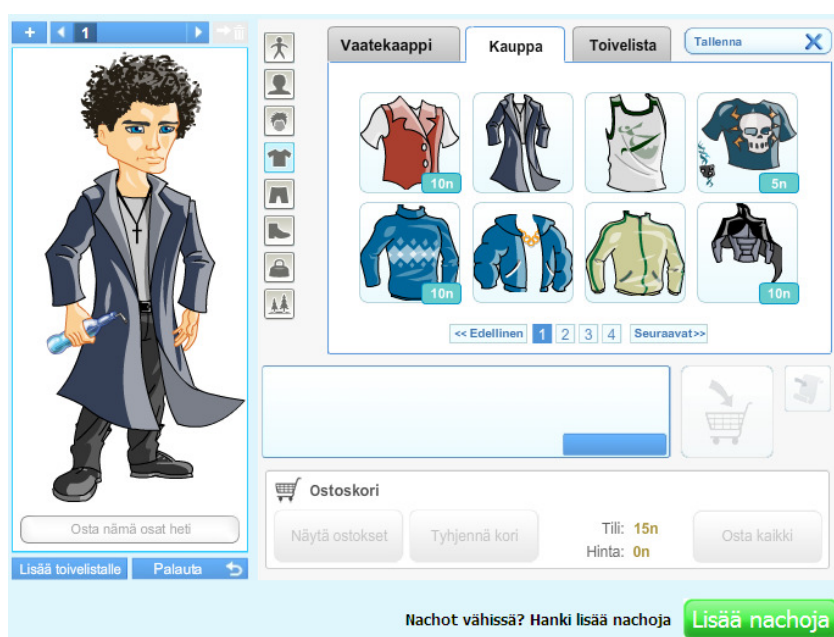 + 1
Vaatekaappi Kauppa Toivelista Tallenna X
10n 5n
10n 10n
<< Edellinen 1 2 3 4 Seuraavat>>
Ostoskori
Näytä ostokset Tyhjennä kori Tili: 15n Osta kaikki
Hinta: 0n
Osta nämä osat heti
Lisää toivelistalle Palauta
Nachot vähissä? Hanki lisää nachoja Lisää nachoja